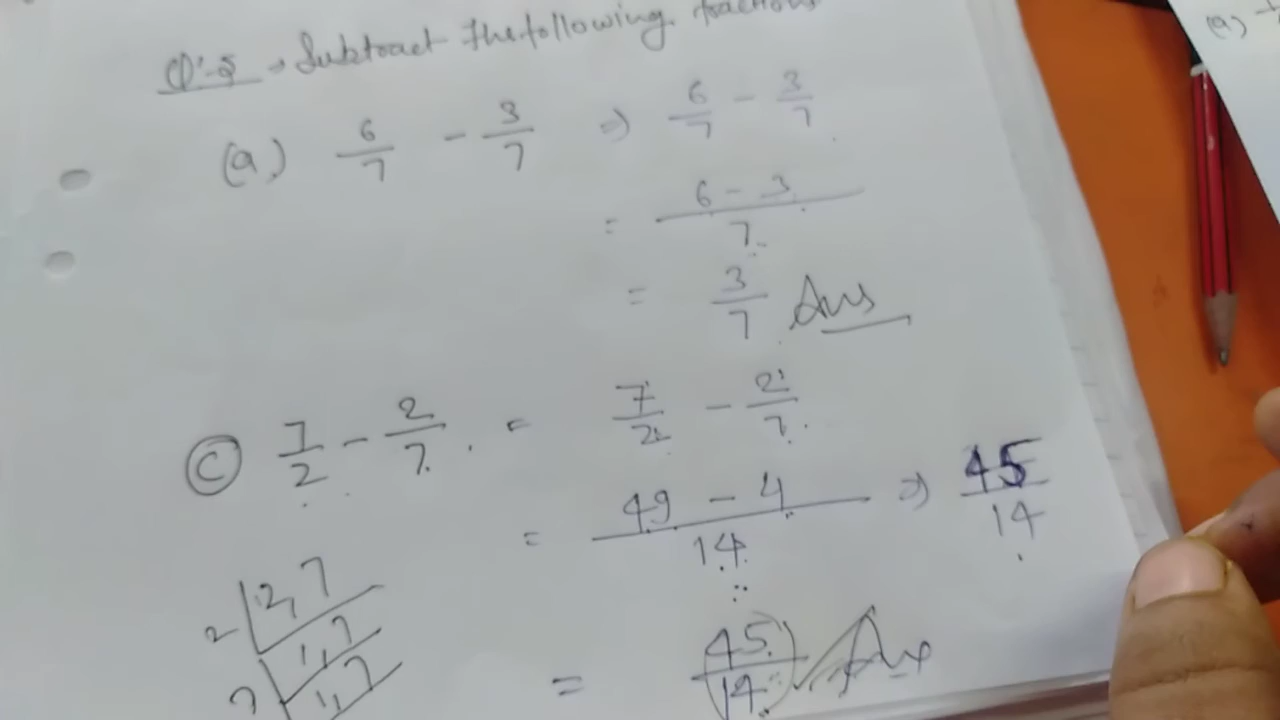 Q'-5 → Subtract the following fractions
(a) 6/7 - 3/7 ⇒ 6/7 - 3/7
= 6 - 3 / 7
= 3/7 Ans
(C) 7/2 - 2/7 = 7/2 - 2/7
= 49 - 4 / 14 ⇒ 45/14
2 | 2, 7
7 | 1, 7
1, 7
= 45/14 Ans
(a)